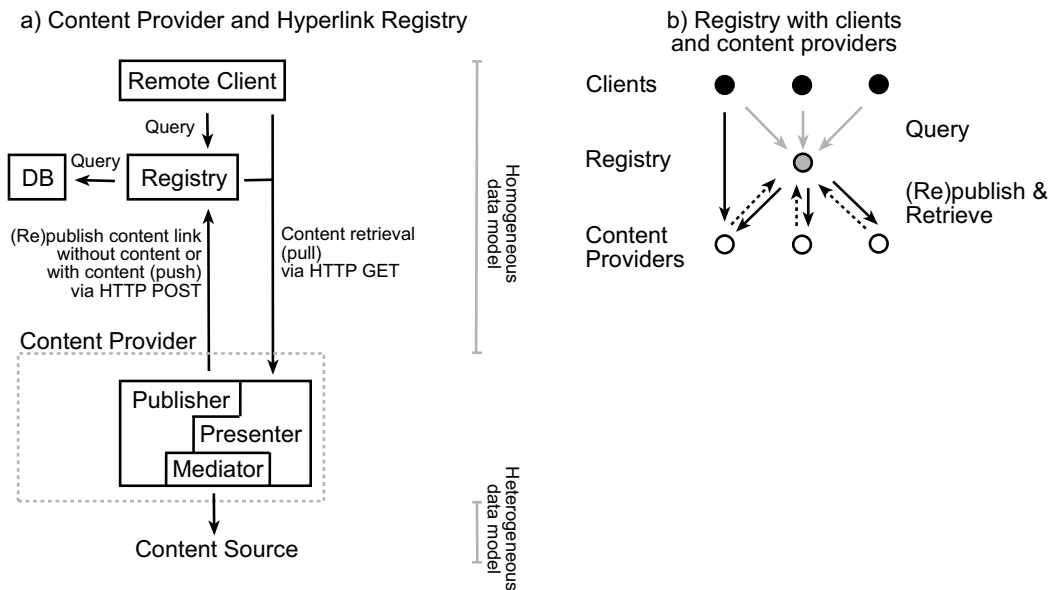 a) Content Provider and Hyperlink Registry
Remote Client
Query
Query
DB
Registry
(Re)publish content link
without content or
with content (push)
via HTTP POST
Content retrieval
(pull)
via HTTP GET
Content Provider
Publisher
Presenter
Mediator
Content Source
Homogeneous
data model
Heterogeneous
data model
b) Registry with clients
and content providers
Clients
Query
Registry
(Re)publish &
Retrieve
Content
Providers